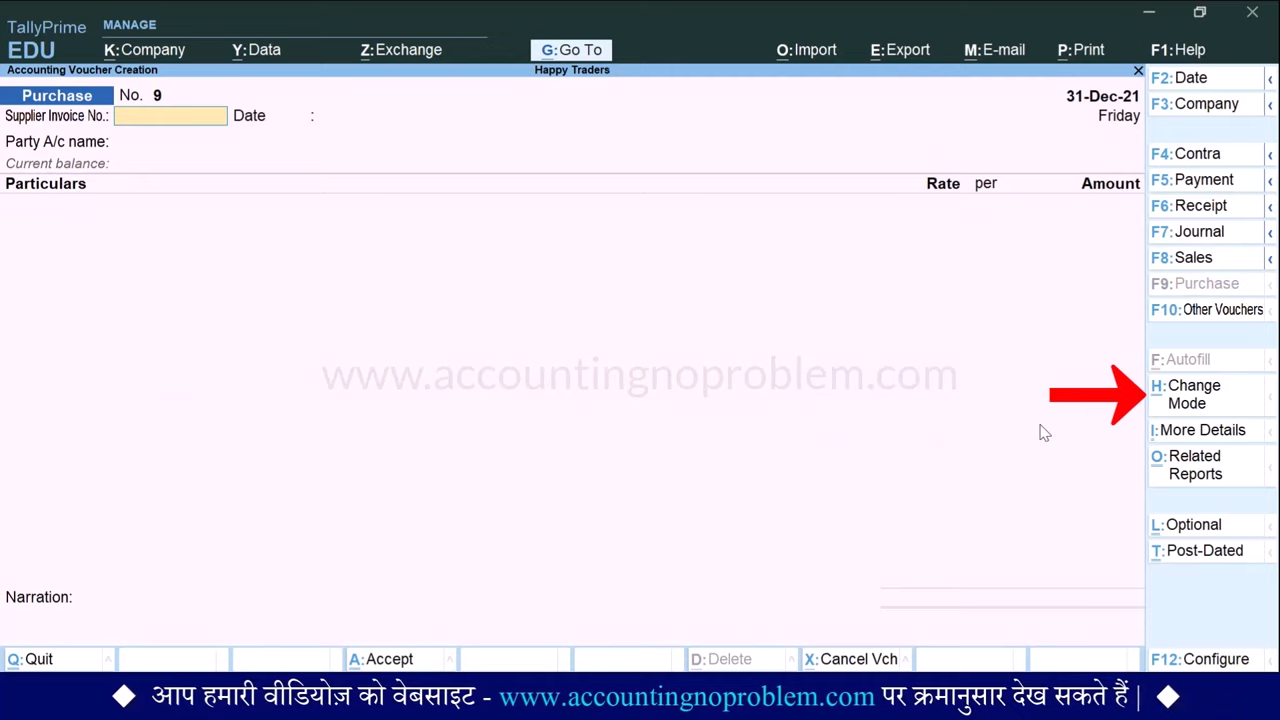 TallyPrime MANAGE
EDU K:Company Y:Data Z:Exchange G:Go To O:Import E:Export M:E-mail P:Print F1:Help
Accounting Voucher Creation Happy Traders
Purchase No. 9 31-Dec-21
Supplier Invoice No.: Date : Friday
Party A/c name:
Current balance:
Particulars Rate per Amount
F2:Date
F3:Company
F4:Contra
F5:Payment
F6:Receipt
F7:Journal
F8:Sales
F9:Purchase
F10:Other Vouchers
F:Autofill
H:Change
Mode
I:More Details
O:Related
Reports
L:Optional
T:Post-Dated
www.accountingnoproblem.com
Narration:
Q:Quit A:Accept D:Delete X:Cancel Vch F12:Configure
आप हमारी वीडियोज़ को वेबसाइट - www.accountingnoproblem.com पर क्रमानुसार देख सकते हैं |